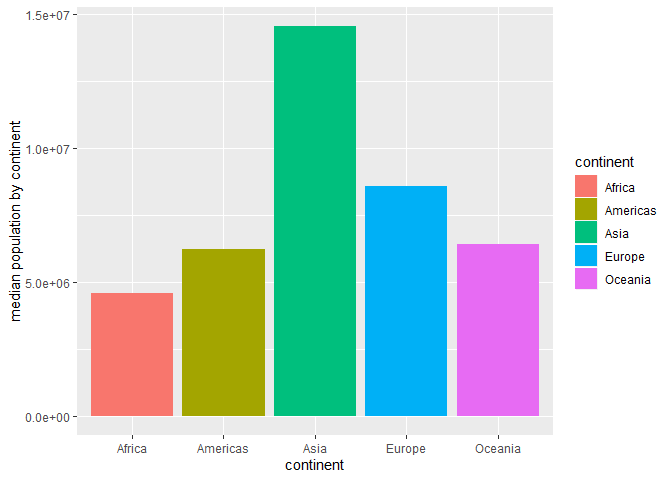 median population by continent
1.5e+07
1.0e+07
5.0e+06
0.0e+00
Africa
Americas
Asia
Europe
Oceania
continent
continent
Africa
Americas
Asia
Europe
Oceania